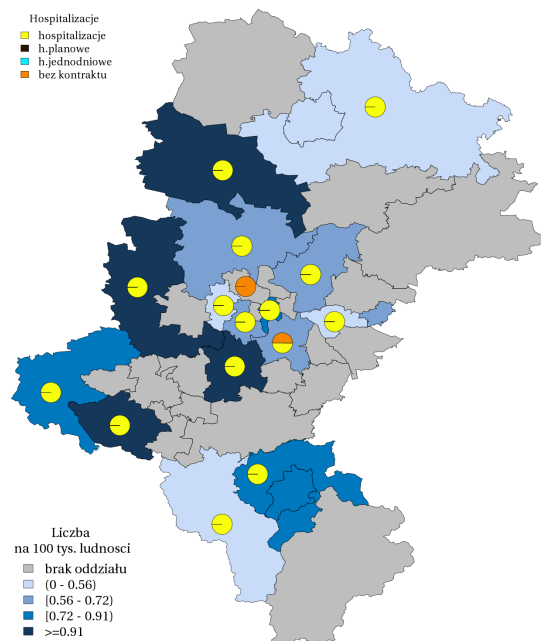 Hospitalizacje
hospitalizacje
h.planowe
h.jednodniowe
bez kontraktu
Liczba
na 100 tys. ludnosci
brak oddziału
(0 - 0.56)
[0.56 - 0.72)
[0.72 - 0.91)
>=0.91